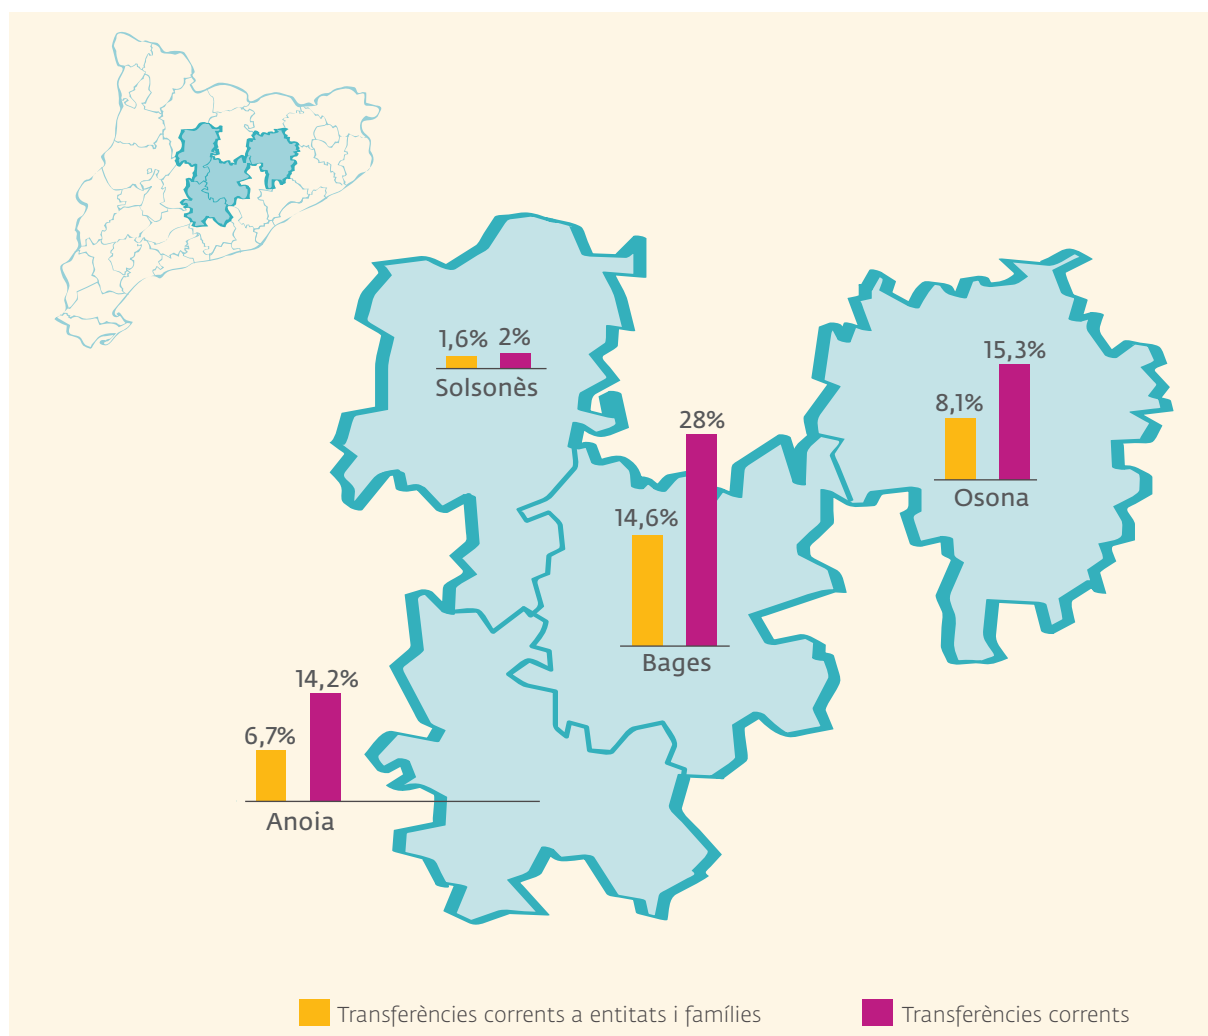 1,6% 2%
Solsonès
15,3%
8,1%
Osona
28%
14,6%
Bages
14,2%
6,7%
Anoia
Transferències corrents a entitats i famílies
Transferències corrents